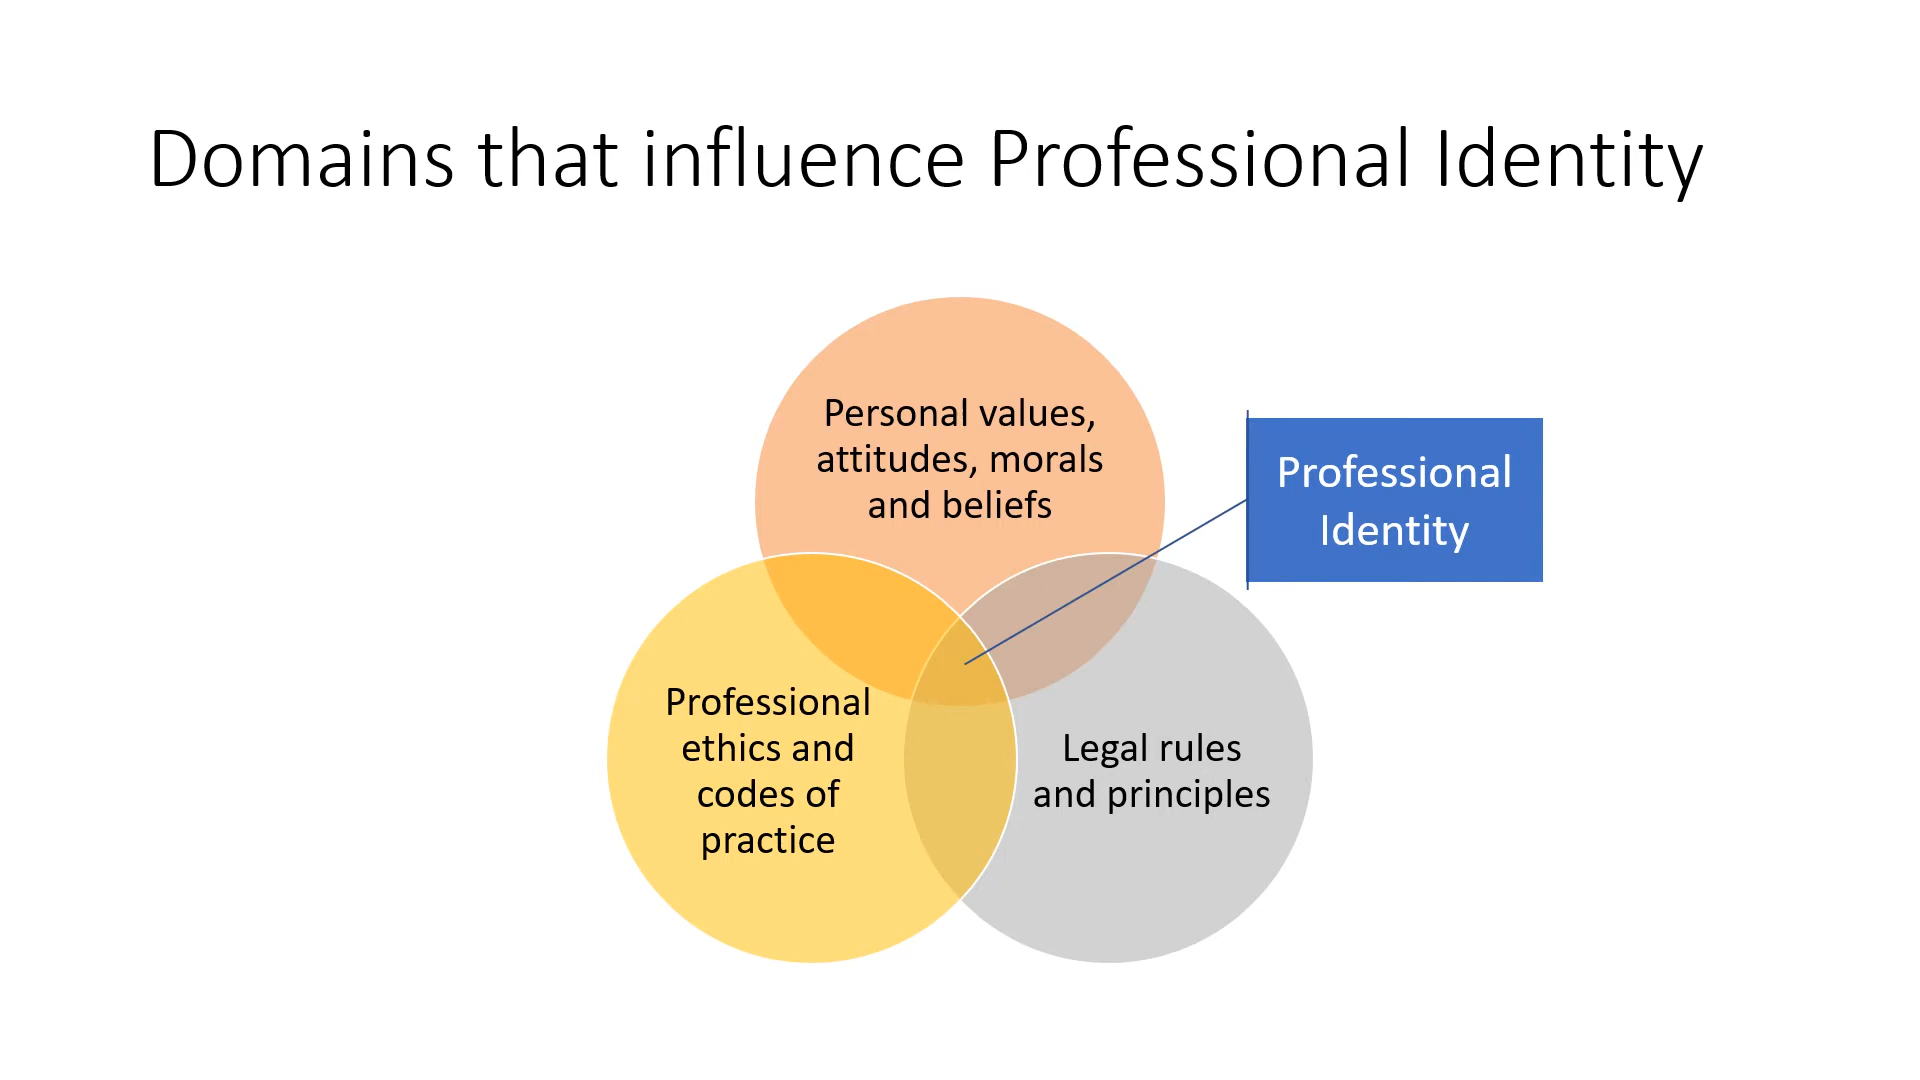 Domains that influence Professional Identity
Personal values,
attitudes, morals
and beliefs
Professional
Identity
Professional
ethics and
codes of
practice
Legal rules
and principles